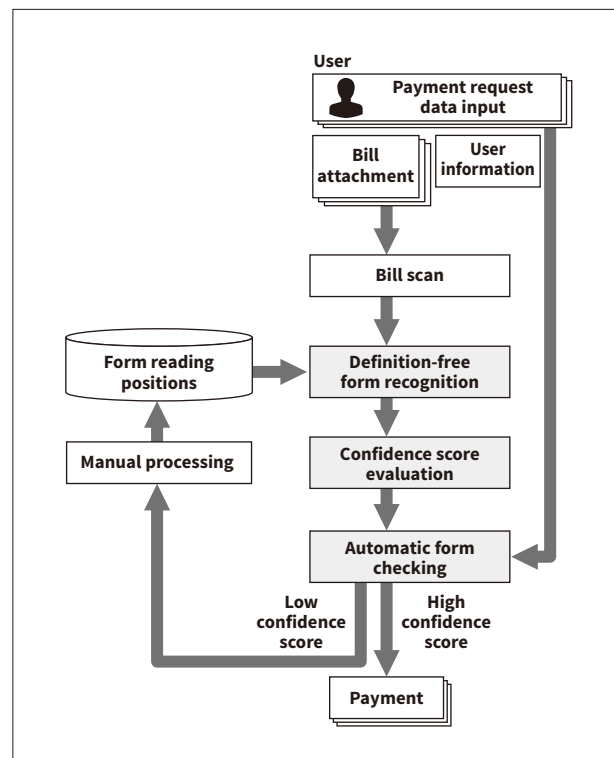 User
Payment request
data input
Bill
attachment
User
information
Bill scan
Form reading
positions
Definition-free
form recognition
Manual processing
Confidence score
evaluation
Automatic form
checking
Low
confidence
score
High
confidence
score
Payment